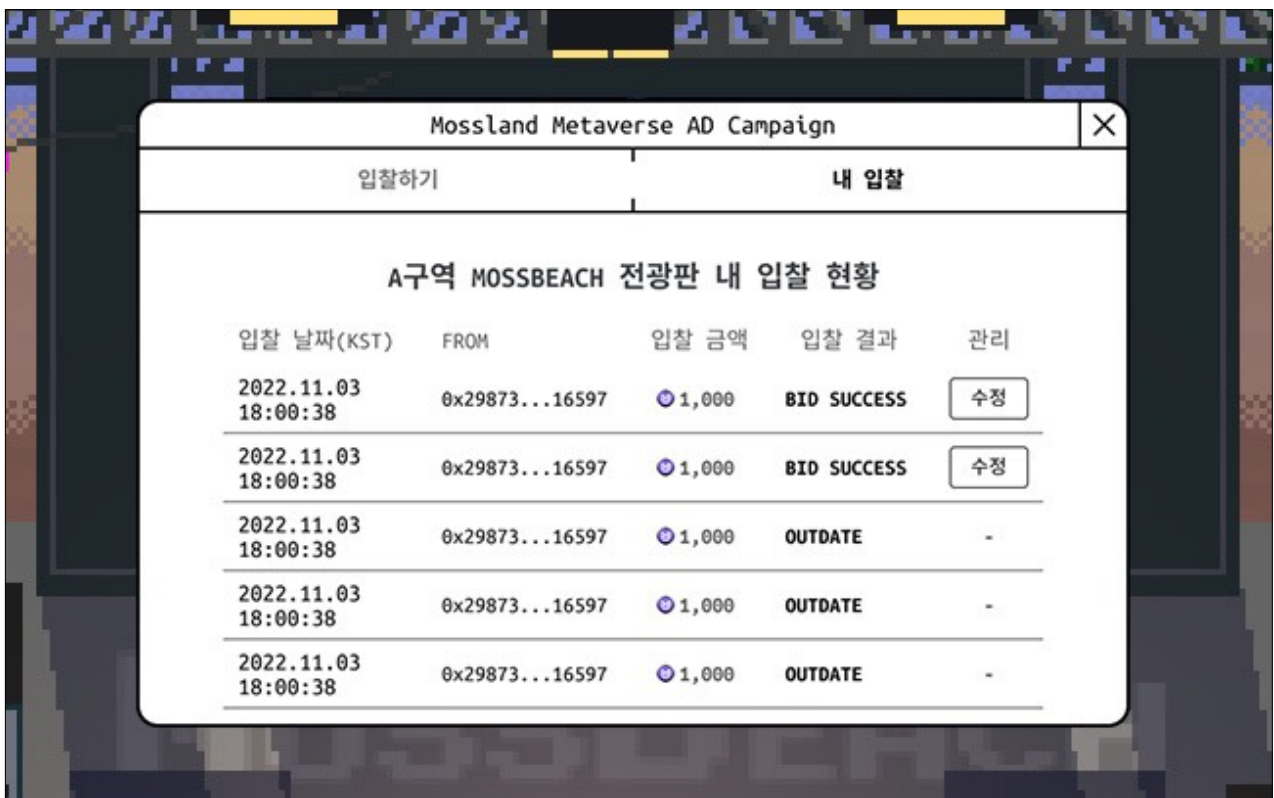 Mossland Metaverse AD Campaign
입찰하기 내 입찰
A구역 MOSSBEACH 전광판 내 입찰 현황
입찰 날짜(KST) FROM 입찰 금액 입찰 결과 관리
2022.11.03
18:00:38 0x29873...16597 1,000 BID SUCCESS 수정
2022.11.03
18:00:38 0x29873...16597 1,000 BID SUCCESS 수정
2022.11.03
18:00:38 0x29873...16597 1,000 OUTDATE -
2022.11.03
18:00:38 0x29873...16597 1,000 OUTDATE -
2022.11.03
18:00:38 0x29873...16597 1,000 OUTDATE -
MOSSBEACH